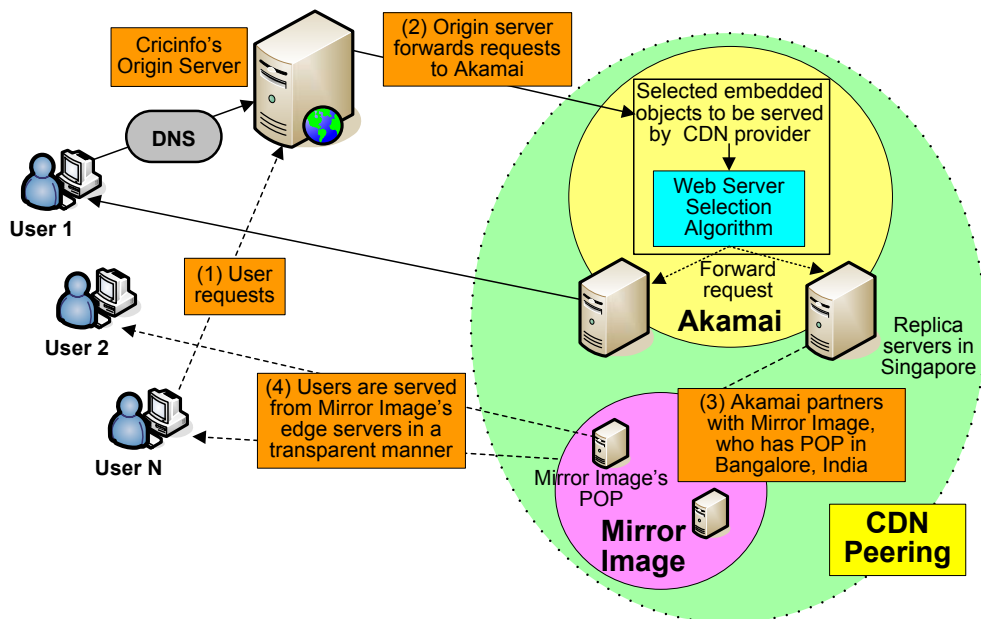 Cricinfo's
Origin Server
(2) Origin server
forwards requests
to Akamai
Selected embedded
objects to be served
by CDN provider
DNS
Web Server
Selection
Algorithm
User 1
(1) User
requests
Forward
request
Akamai
User 2
Replica
servers in
Singapore
(4) Users are served
from Mirror Image's
edge servers in a
transparent manner
(3) Akamai partners
with Mirror Image,
who has POP in
Bangalore, India
User N
Mirror Image's
POP
Mirror
Image
CDN
Peering